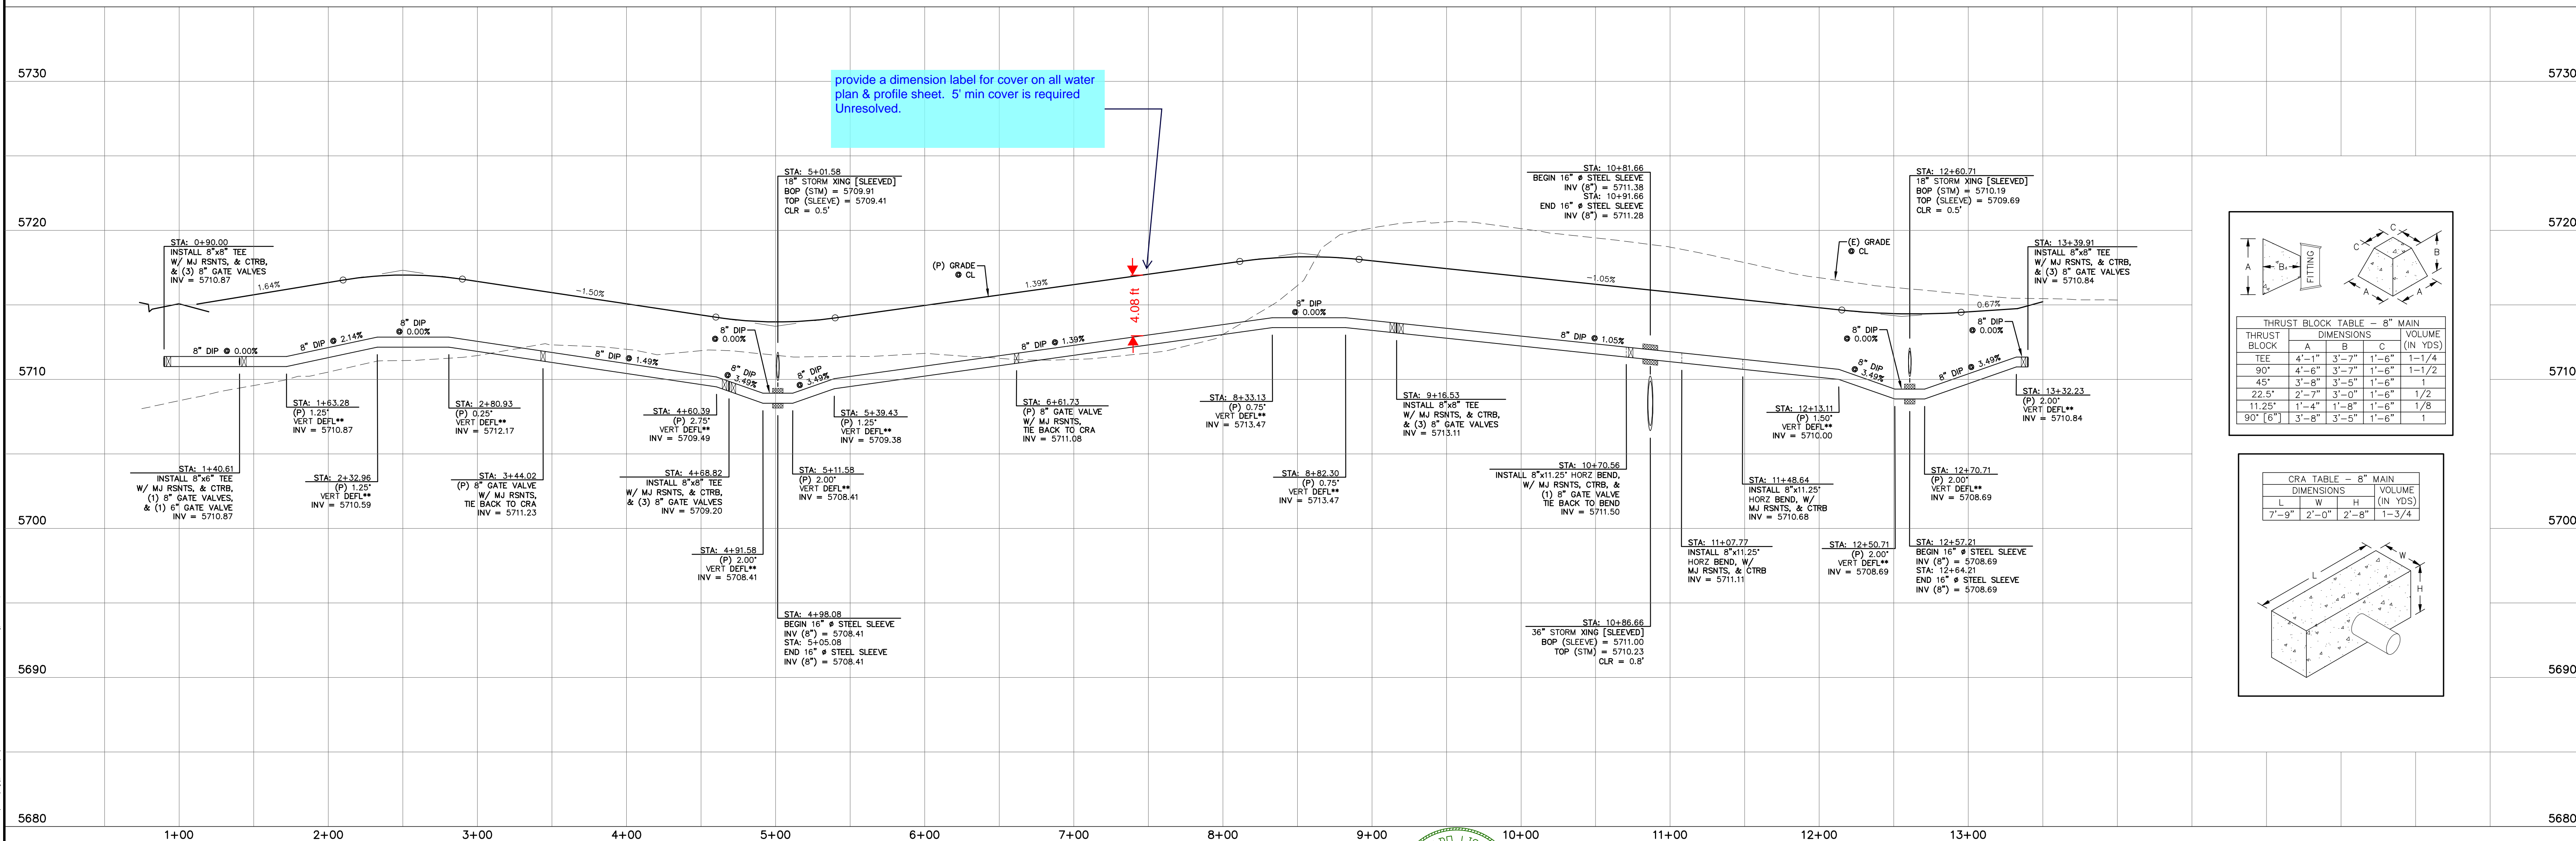 5730
5730
provide a dimension label for cover on all water
plan & profile sheet.  5' min cover is required
Unresolved.
STA: 5+01.58
18" STORM XING [SLEEVED]
BOP (STM) = 5709.91
TOP (SLEEVE) = 5709.41
CLR = 0.5'
STA: 10+81.66
BEGIN 16" ø STEEL SLEEVE
INV (8") = 5711.38
STA: 10+91.66
END 16" ø STEEL SLEEVE
INV (8") = 5711.28
STA: 12+60.71
18" STORM XING [SLEEVED]
BOP (STM) = 5710.19
TOP (SLEEVE) = 5709.69
CLR = 0.5'
5720
5720
STA: 0+90.00
INSTALL 8"x8" TEE
W/ MJ RSNTS, & CTRB,
& (3) 8" GATE VALVES
INV = 5710.87
(P) GRADE
@ CL
(E) GRADE
@ CL
STA: 13+39.91
INSTALL 8"x8" TEE
W/ MJ RSNTS, & CTRB,
& (3) 8" GATE VALVES
INV = 5710.84
1.64%
-1.50%
1.39%
-1.05%
0.67%
4.08 ft
8" DIP @ 0.00%
8" DIP @ 2.14%
8" DIP
@ 0.00%
8" DIP @ 1.49%
8" DIP
@ 3.49%
8" DIP
@ 0.00%
8" DIP
@ 3.49%
8" DIP @ 1.39%
8" DIP
@ 0.00%
8" DIP @ 1.05%
8" DIP
@ 3.49%
8" DIP
@ 0.00%
8" DIP @ 3.49%
8" DIP
@ 0.00%
5710
5710
STA: 1+63.28
(P) 1.25°
VERT DEFL**
INV = 5710.87
STA: 2+80.93
(P) 0.25°
VERT DEFL**
INV = 5712.17
STA: 4+60.39
(P) 2.75°
VERT DEFL**
INV = 5709.49
STA: 5+39.43
(P) 1.25°
VERT DEFL**
INV = 5709.38
STA: 6+61.73
(P) 8" GATE VALVE
W/ MJ RSNTS,
TIE BACK TO CRA
INV = 5711.08
STA: 8+33.13
(P) 0.75°
VERT DEFL**
INV = 5713.47
STA: 9+16.53
INSTALL 8"x8" TEE
W/ MJ RSNTS, & CTRB,
& (3) 8" GATE VALVES
INV = 5713.11
STA: 12+13.11
(P) 1.50°
VERT DEFL**
INV = 5710.00
STA: 13+32.23
(P) 2.00°
VERT DEFL**
INV = 5710.84
STA: 1+40.61
INSTALL 8"x6" TEE
W/ MJ RSNTS, & CTRB,
(1) 8" GATE VALVES,
& (1) 6" GATE VALVE
INV = 5710.87
STA: 2+32.96
(P) 1.25°
VERT DEFL**
INV = 5710.59
STA: 3+44.02
(P) 8" GATE VALVE
W/ MJ RSNTS,
TIE BACK TO CRA
INV = 5711.23
STA: 4+68.82
INSTALL 8"x8" TEE
W/ MJ RSNTS, & CTRB,
& (3) 8" GATE VALVES
INV = 5709.20
STA: 5+11.58
(P) 2.00°
VERT DEFL**
INV = 5708.41
STA: 8+82.30
(P) 0.75°
VERT DEFL**
INV = 5713.47
STA: 10+70.56
INSTALL 8"x11.25° HORZ BEND,
W/ MJ RSNTS, CTRB, &
(1) 8" GATE VALVE
TIE BACK TO BEND
INV = 5711.50
STA: 11+48.64
INSTALL 8"x11.25°
HORZ BEND, W/
MJ RSNTS, & CTRB
INV = 5710.68
STA: 12+70.71
(P) 2.00°
VERT DEFL**
INV = 5708.69
5700
5700
STA: 4+91.58
(P) 2.00°
VERT DEFL**
INV = 5708.41
STA: 11+07.77
INSTALL 8"x11.25°
HORZ BEND, W/
MJ RSNTS, & CTRB
INV = 5711.11
STA: 12+50.71
(P) 2.00°
VERT DEFL**
INV = 5708.69
STA: 12+57.21
BEGIN 16" ø STEEL SLEEVE
INV (8") = 5708.69
STA: 12+64.21
END 16" ø STEEL SLEEVE
INV (8") = 5708.69
STA: 4+98.08
BEGIN 16" ø STEEL SLEEVE
INV (8") = 5708.41
STA: 5+05.08
END 16" ø STEEL SLEEVE
INV (8") = 5708.41
STA: 10+86.66
36" STORM XING [SLEEVED]
BOP (SLEEVE) = 5711.00
TOP (STM) = 5710.23
CLR = 0.8'
5690
5690
5680
5680
1+00 2+00 3+00 4+00 5+00 6+00 7+00 8+00 9+00 10+00 11+00 12+00 13+00
A
B
FITTING
C
C
B
A
A
THRUST BLOCK TABLE – 8" MAIN
THRUST BLOCK DIMENSIONS VOLUME (IN YDS)
A B C
TEE 4'-1" 3'-7" 1'-6" 1-1/4
90° 4'-6" 3'-7" 1'-6" 1-1/2
45° 3'-8" 3'-5" 1'-6" 1
22.5° 2'-7" 3'-0" 1'-6" 1/2
11.25° 1'-4" 1'-8" 1'-6" 1/8
90° [6"] 3'-8" 3'-5" 1'-6" 1
CRA TABLE – 8" MAIN
DIMENSIONS VOLUME (IN YDS)
L W H
7'-9" 2'-0" 2'-8" 1-3/4
L
W
H